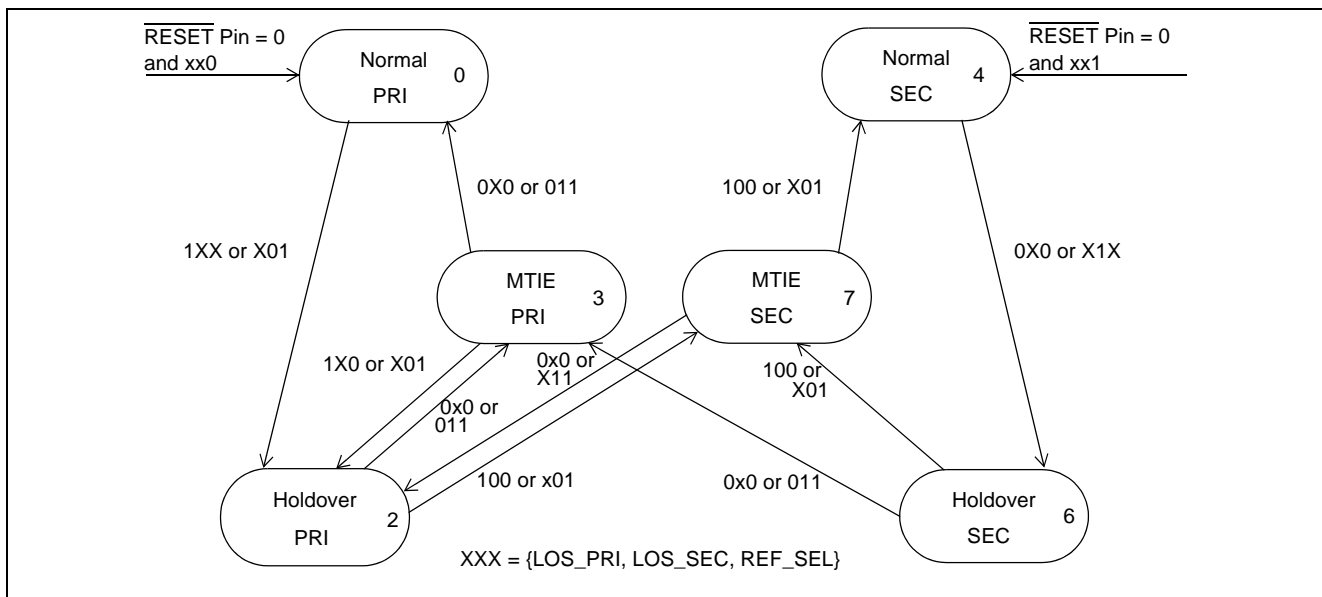 RESET Pin = 0
and xx0
Normal
PRI
0
Normal
SEC
4
RESET Pin = 0
and xx1
0X0 or 011
100 or X01
1XX or X01
0X0 or X1X
MTIE
PRI
3
MTIE
SEC
7
1X0 or X01
0x0 or
X11
100 or
X01
0x0 or
011
100 or x01
0x0 or 011
Holdover
PRI
2
Holdover
SEC
6
XXX = {LOS_PRI, LOS_SEC, REF_SEL}